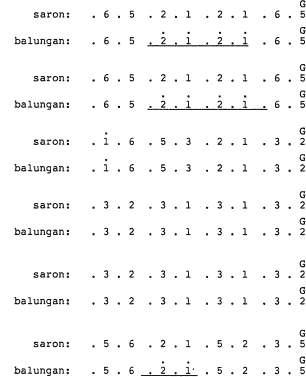 G
saron: . 6 . 5 . 2 . 1 . 2 . 1 . 6 . 5
G
balungan: . 6 . 5 . 2̇ . 1̇ . 2̇ . 1̇ . 6 . 5
G
saron: . 6 . 5 . 2 . 1 . 2 . 1 . 6 . 5
G
balungan: . 6 . 5 . 2̇ . 1̇ . 2̇ . 1̇ . 6 . 5
G
saron: . 1̇ . 6 . 5 . 3 . 2 . 1 . 3 . 2
G
balungan: . 1̇ . 6 . 5 . 3 . 2 . 1 . 3 . 2
G
saron: . 3 . 2 . 3 . 1 . 3 . 1 . 3 . 2
G
balungan: . 3 . 2 . 3 . 1 . 3 . 1 . 3 . 2
G
saron: . 3 . 2 . 3 . 1 . 3 . 1 . 3 . 2
G
balungan: . 3 . 2 . 3 . 1 . 3 . 1 . 3 . 2
G
saron: . 5 . 6 . 2 . 1 . 5 . 2 . 3 . 5
G
balungan: . 5 . 6 . 2̇ . 1̇ . 5 . 2 . 3 . 5